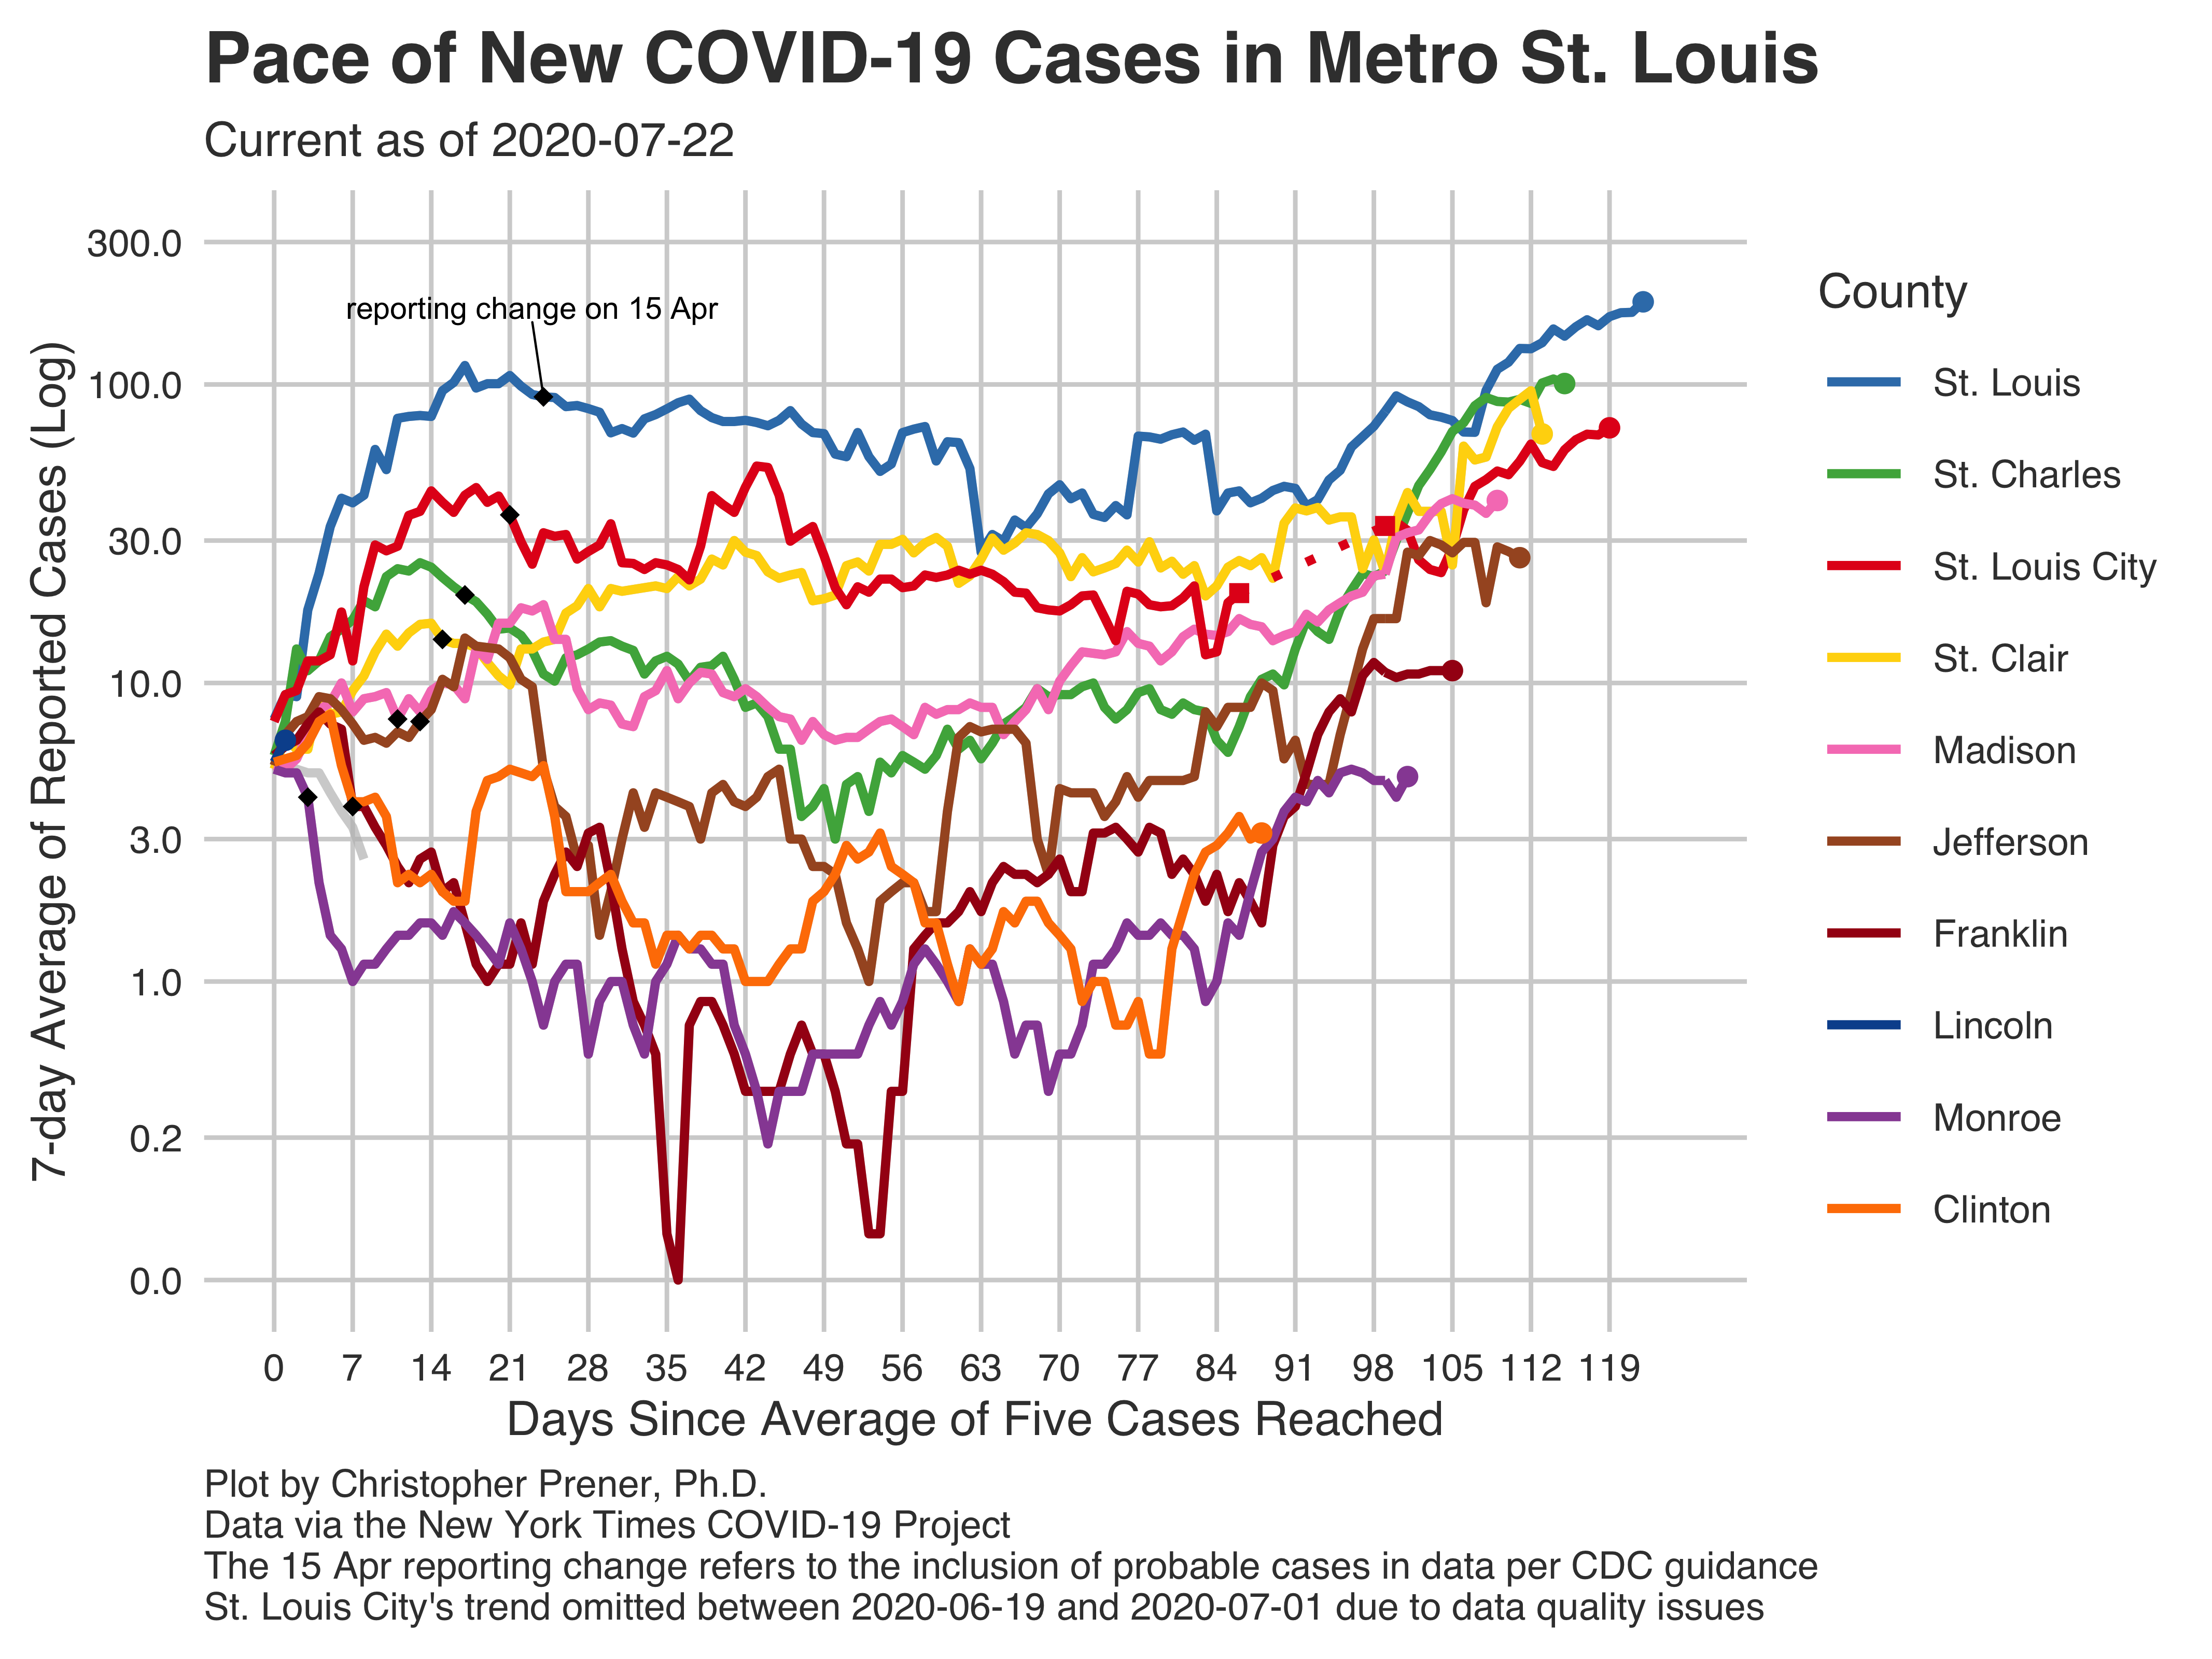 Pace of New COVID-19 Cases in Metro St. Louis
Current as of 2020-07-22
7-day Average of Reported Cases (Log)
300.0
100.0
30.0
10.0
3.0
1.0
0.2
0.0
reporting change on 15 Apr
0 7 14 21 28 35 42 49 56 63 70 77 84 91 98 105 112 119
Days Since Average of Five Cases Reached
County
St. Louis
St. Charles
St. Louis City
St. Clair
Madison
Jefferson
Franklin
Lincoln
Monroe
Clinton
Plot by Christopher Prener, Ph.D.
Data via the New York Times COVID-19 Project
The 15 Apr reporting change refers to the inclusion of probable cases in data per CDC guidance
St. Louis City's trend omitted between 2020-06-19 and 2020-07-01 due to data quality issues